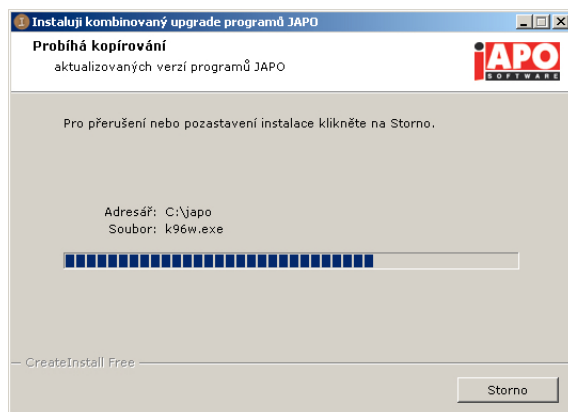 Instaluji kombinovaný upgrade programů JAPO
Probíhá kopírování
aktualizovaných verzí programů JAPO
jAPO
SOFTWARE
Pro přerušení nebo pozastavení instalace klikněte na Storno.
Adresář: C:\japo
Soubor: k96w.exe
CreateInstall Free
Storno